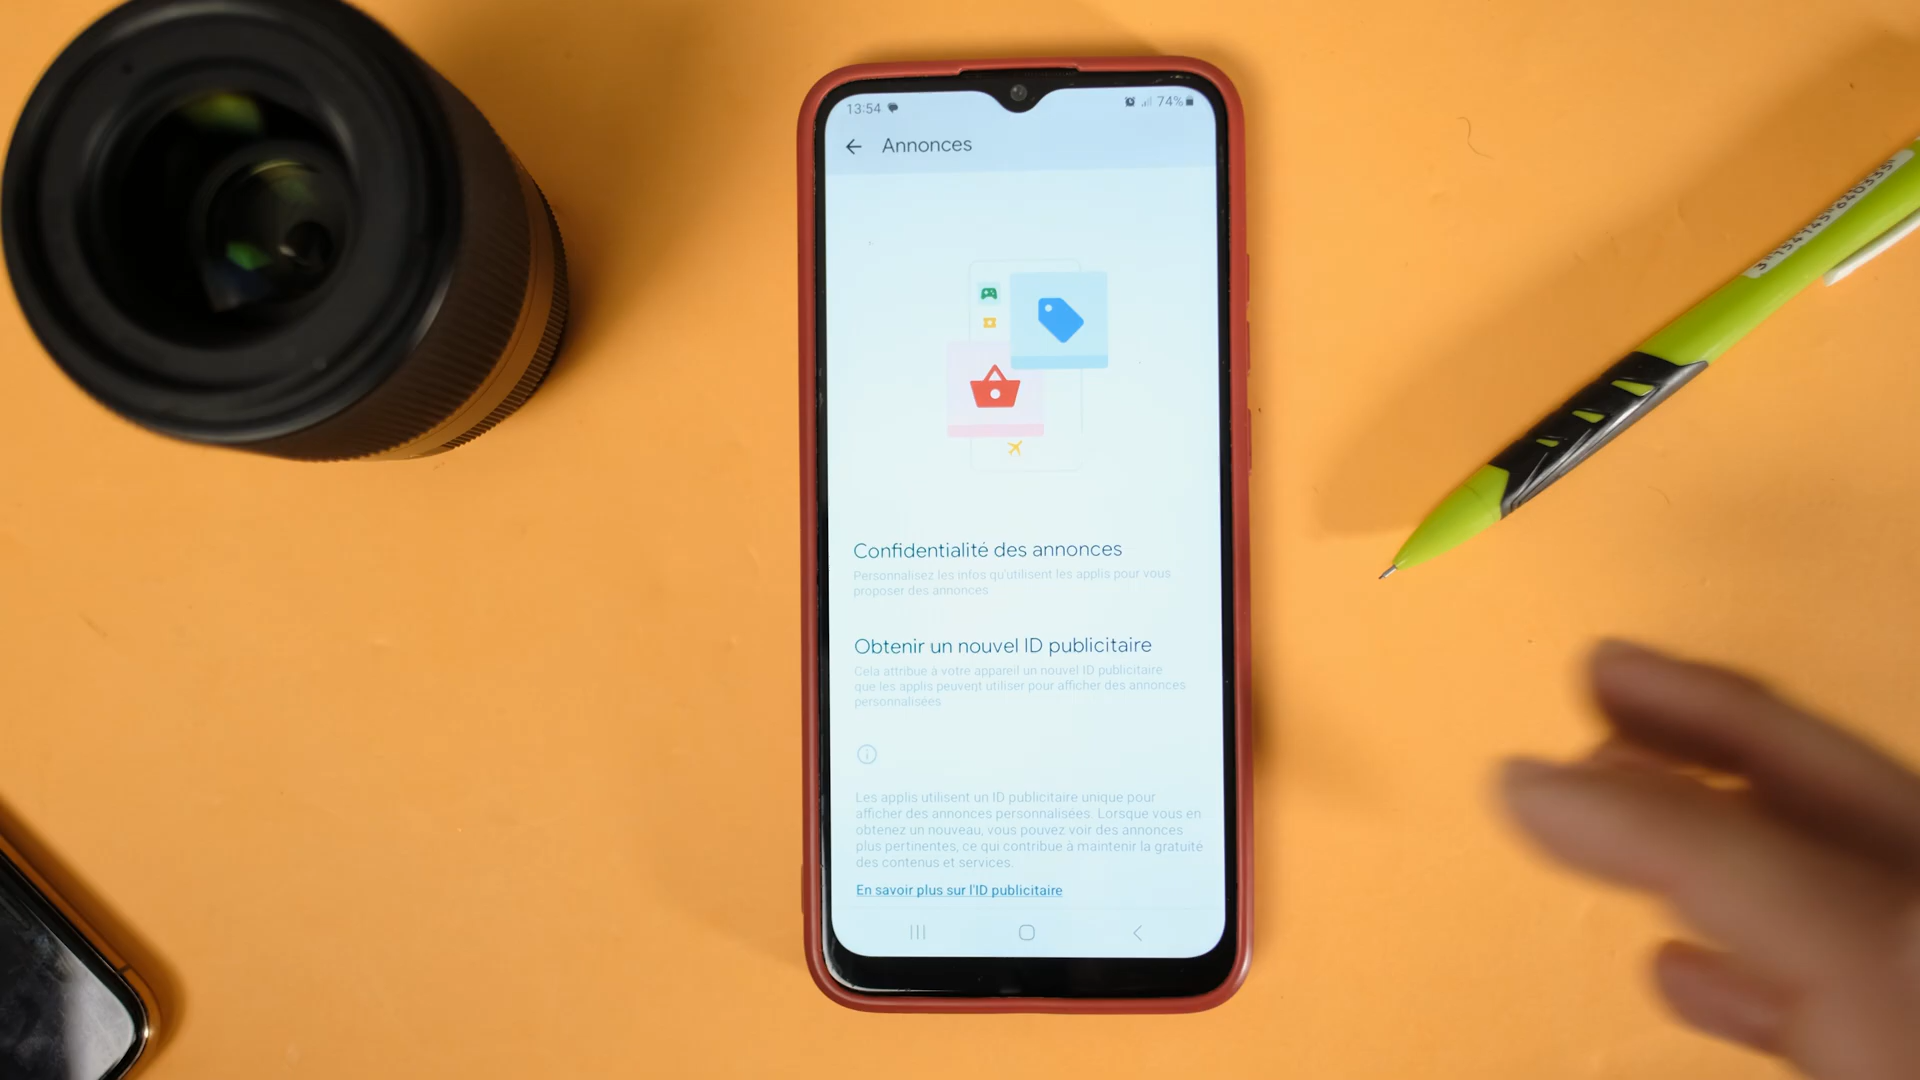 13:54
74%
Annonces
Confidentialité des annonces
Personnalisez les infos qu'utilisent les applis pour vous
proposer des annonces
Obtenir un nouvel ID publicitaire
Cela attribue à votre appareil un nouvel ID publicitaire
que les applis peuvent utiliser pour afficher des annonces
personnalisées
Les applis utilisent un ID publicitaire unique pour
afficher des annonces personnalisées. Lorsque vous en
obtenez un nouveau, vous pouvez voir des annonces
plus pertinentes, ce qui contribue à maintenir la gratuité
des contenus et services.
En savoir plus sur l'ID publicitaire